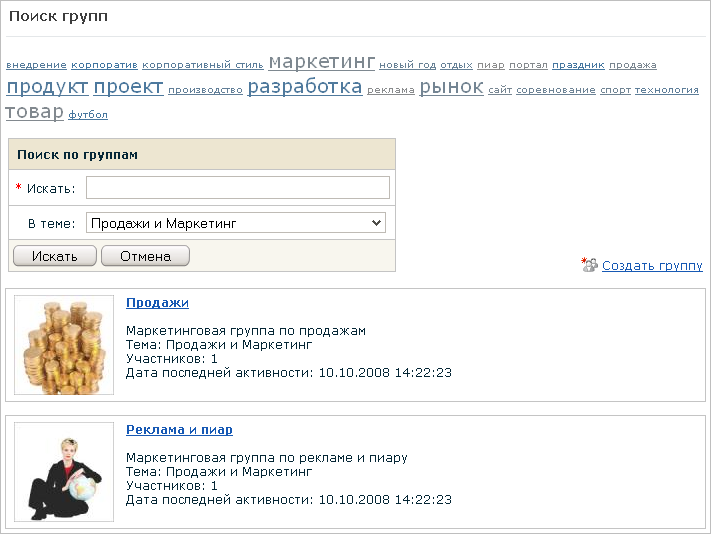 Поиск групп
внедрение корпоратив корпоративный стиль маркетинг новый год отдых пиар портал праздник продажа
продукт проект производство разработка реклама рынок сайт соревнование спорт технология
товар футбол
Поиск по группам
* Искать:
В теме: Продажи и Маркетинг
Искать Отмена
Создать группу
Продажи
Маркетинговая группа по продажам
Тема: Продажи и Маркетинг
Участников: 1
Дата последней активности: 10.10.2008 14:22:23
Реклама и пиар
Маркетинговая группа по рекламе и пиару
Тема: Продажи и Маркетинг
Участников: 1
Дата последней активности: 10.10.2008 14:22:23